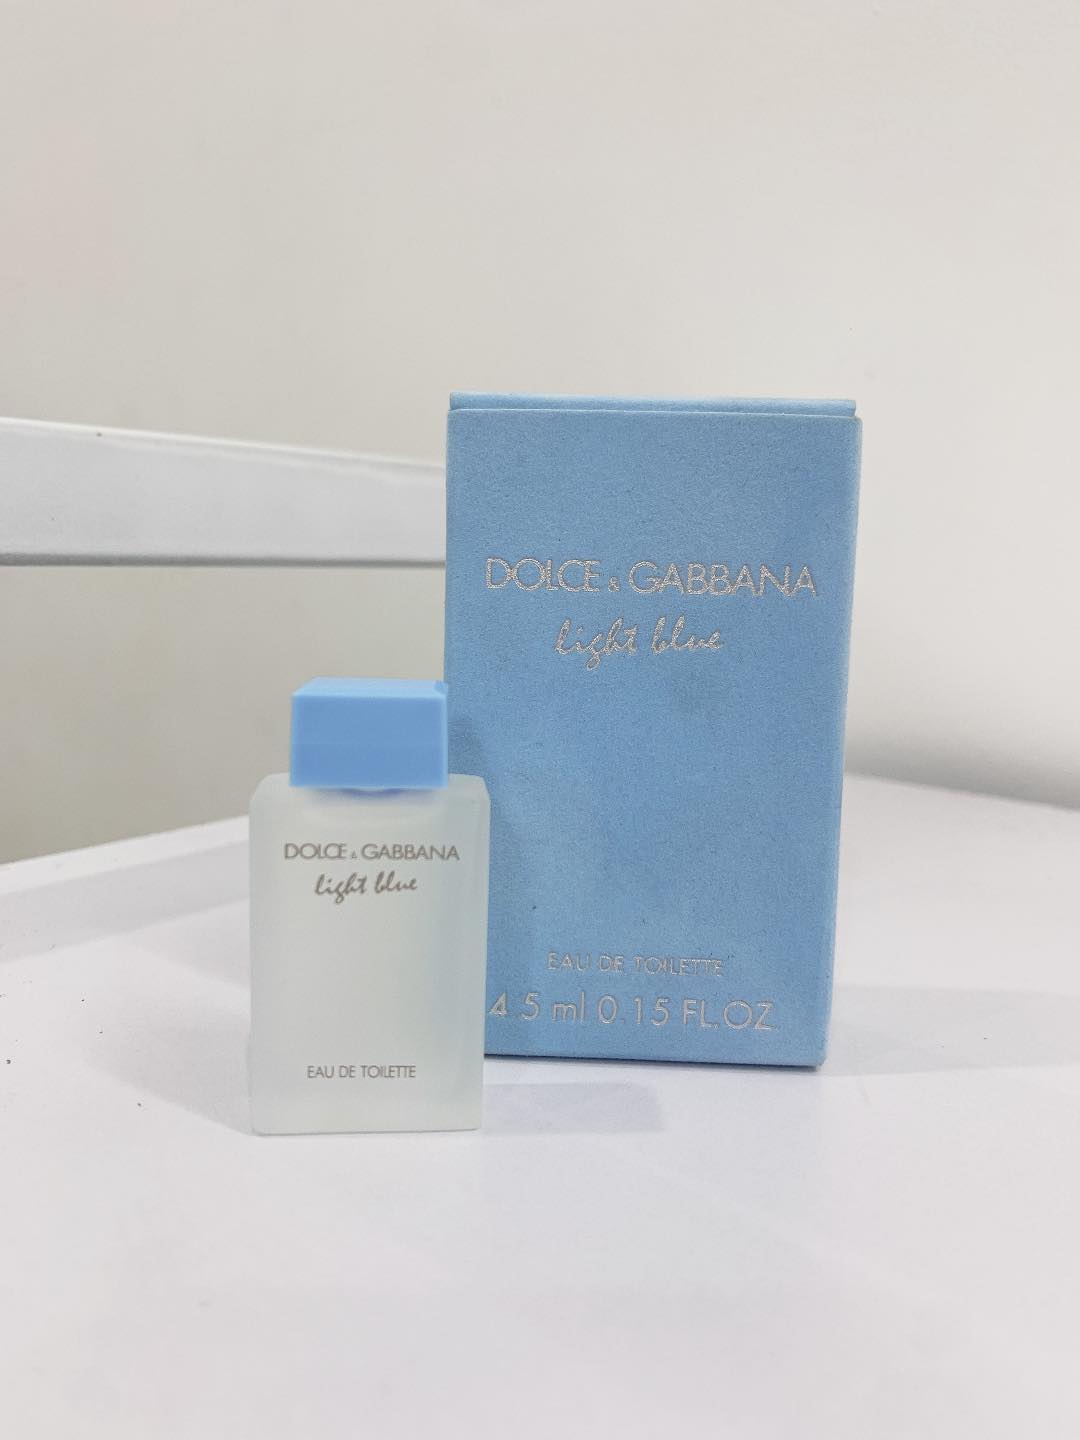 DOLCE & GABBANA
light blue
EAU DE TOILETTE
4.5 ml 0.15 FL.OZ.
DOLCE & GABBANA
light blue
EAU DE TOILETTE